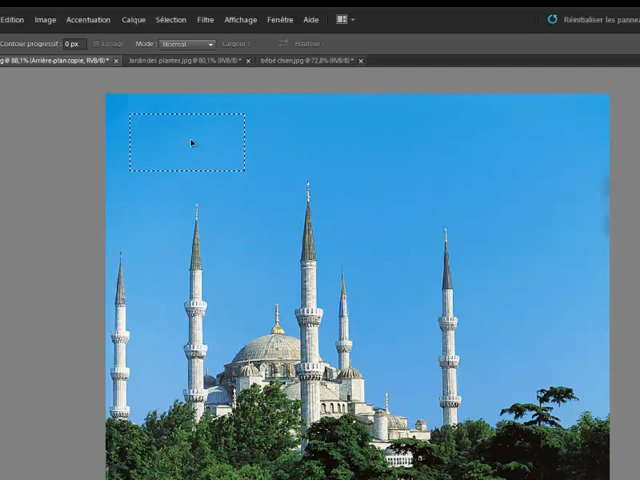 Edition Image Accentuation Calque Sélection Filtre Affichage Fenêtre Aide Réinitialiser les pannea
Contour progressif : 0 px Lissage Mode : Normal Largeur : Hauteur :
g @ 88,1% (Arrière-plan copie, RVB/8) * × Jardin des plantes.jpg @ 80,1% (RVB/8) * × bébé chien.jpg @ 72,8% (RVB/8) * ×